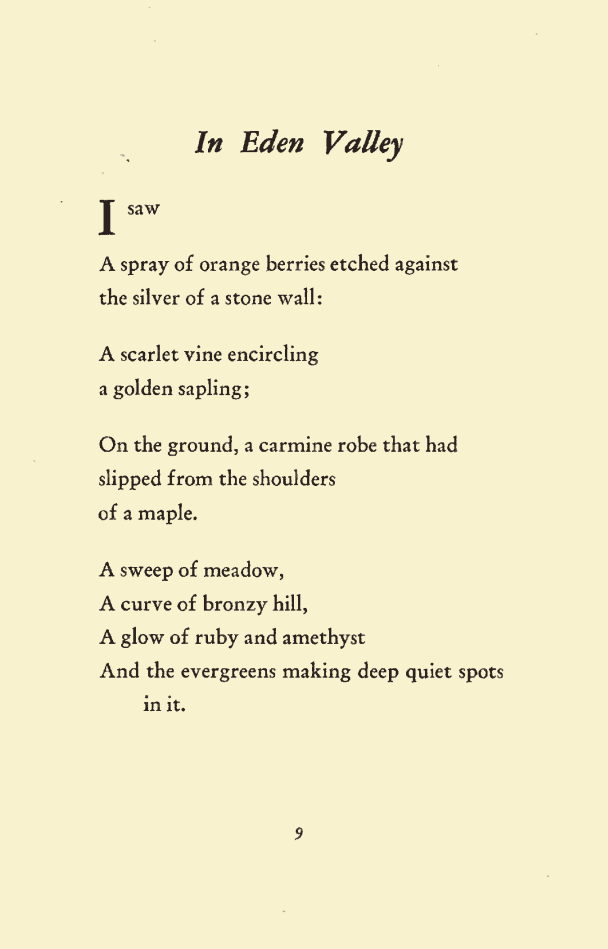 In Eden Valley
I saw
A spray of orange berries etched against
the silver of a stone wall:
A scarlet vine encircling
a golden sapling;
On the ground, a carmine robe that had
slipped from the shoulders
of a maple.
A sweep of meadow,
A curve of bronzy hill,
A glow of ruby and amethyst
And the evergreens making deep quiet spots
in it.
9